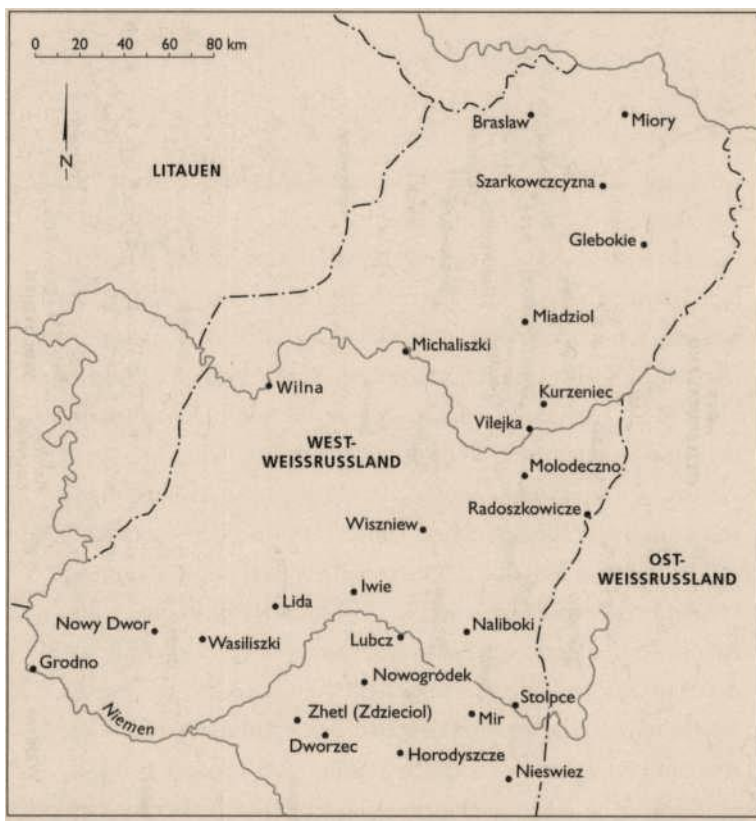 0 20 40 60 80 km
N
LITAUEN
Braslaw
Miory
Szarkowczcyzna
Glebokie
Miadziol
Michaliszki
Wilna
Kurzeniec
Vilejka
WEST-
WEISSRUSSLAND
Molodeczno
Radoszkowicze
Wiszniew
OST-
WEISSRUSSLAND
Iwie
Lida
Nowy Dwor
Wasiliszki
Lubcz
Naliboki
Grodno
Nowogródek
Niemen
Stolpce
Zhetl (Zdzieciol)
Mir
Dworzec
Horodyszcze
Nieswiez